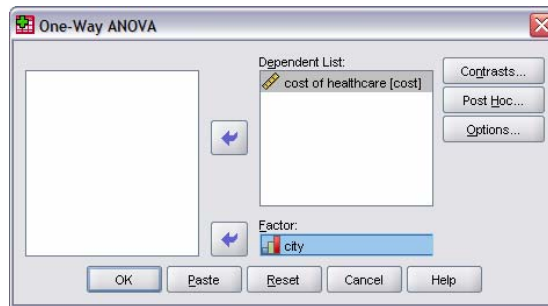 One-Way ANOVA
Dependent List:
cost of healthcare [cost]
Contrasts...
Post Hoc...
Options...
Factor:
city
OK
Paste
Reset
Cancel
Help